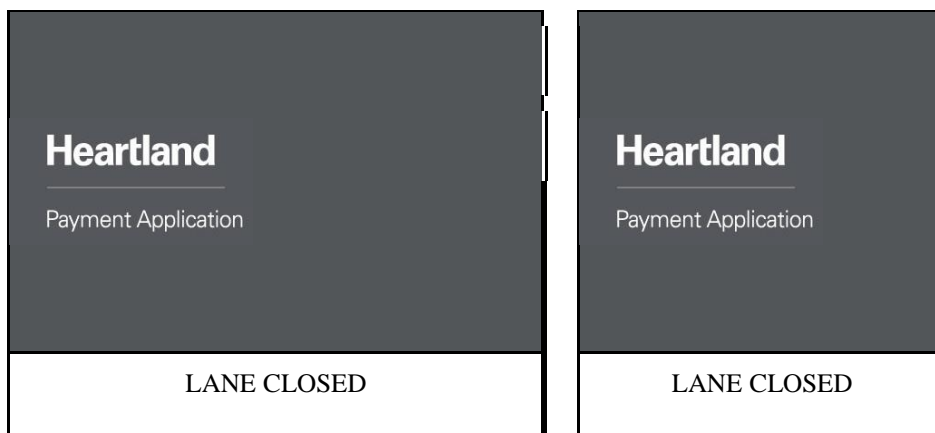 Heartland
Payment Application
LANE CLOSED
Heartland
Payment Application
LANE CLOSED